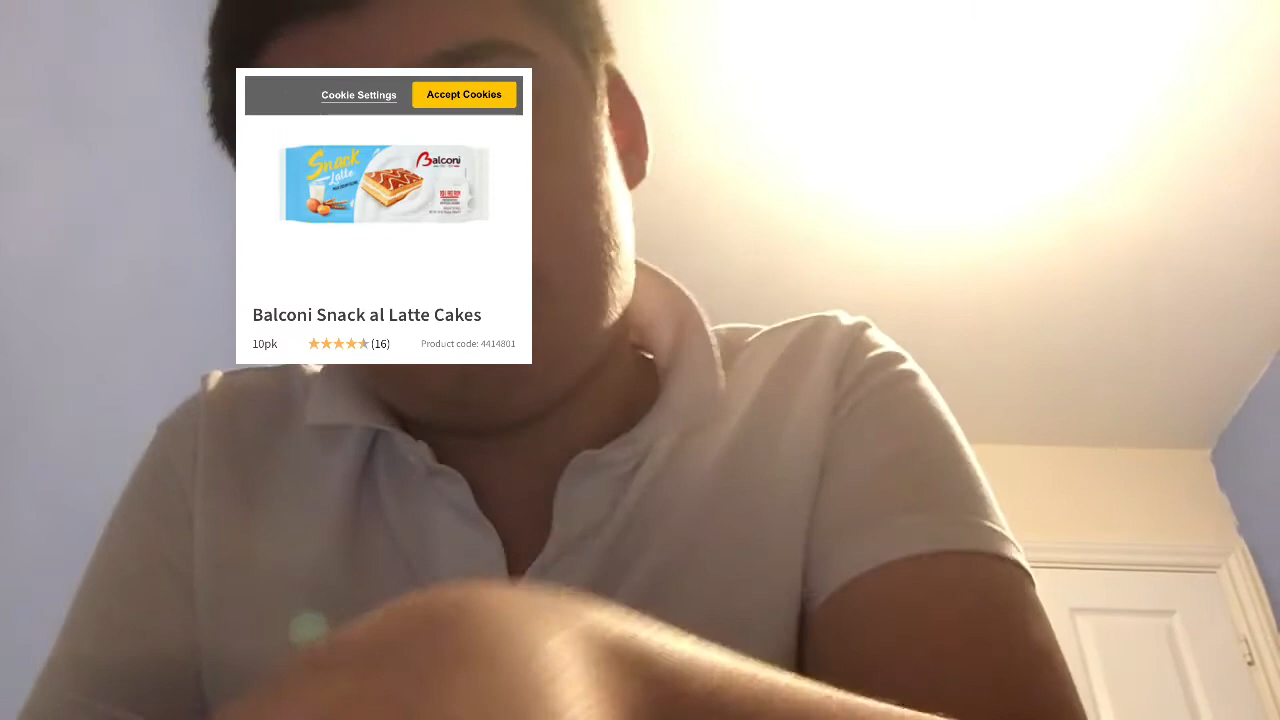 Cookie Settings
Accept Cookies
Snack
Latte
Balconi
Balconi Snack al Latte Cakes
10pk
(16)
Product code: 4414801